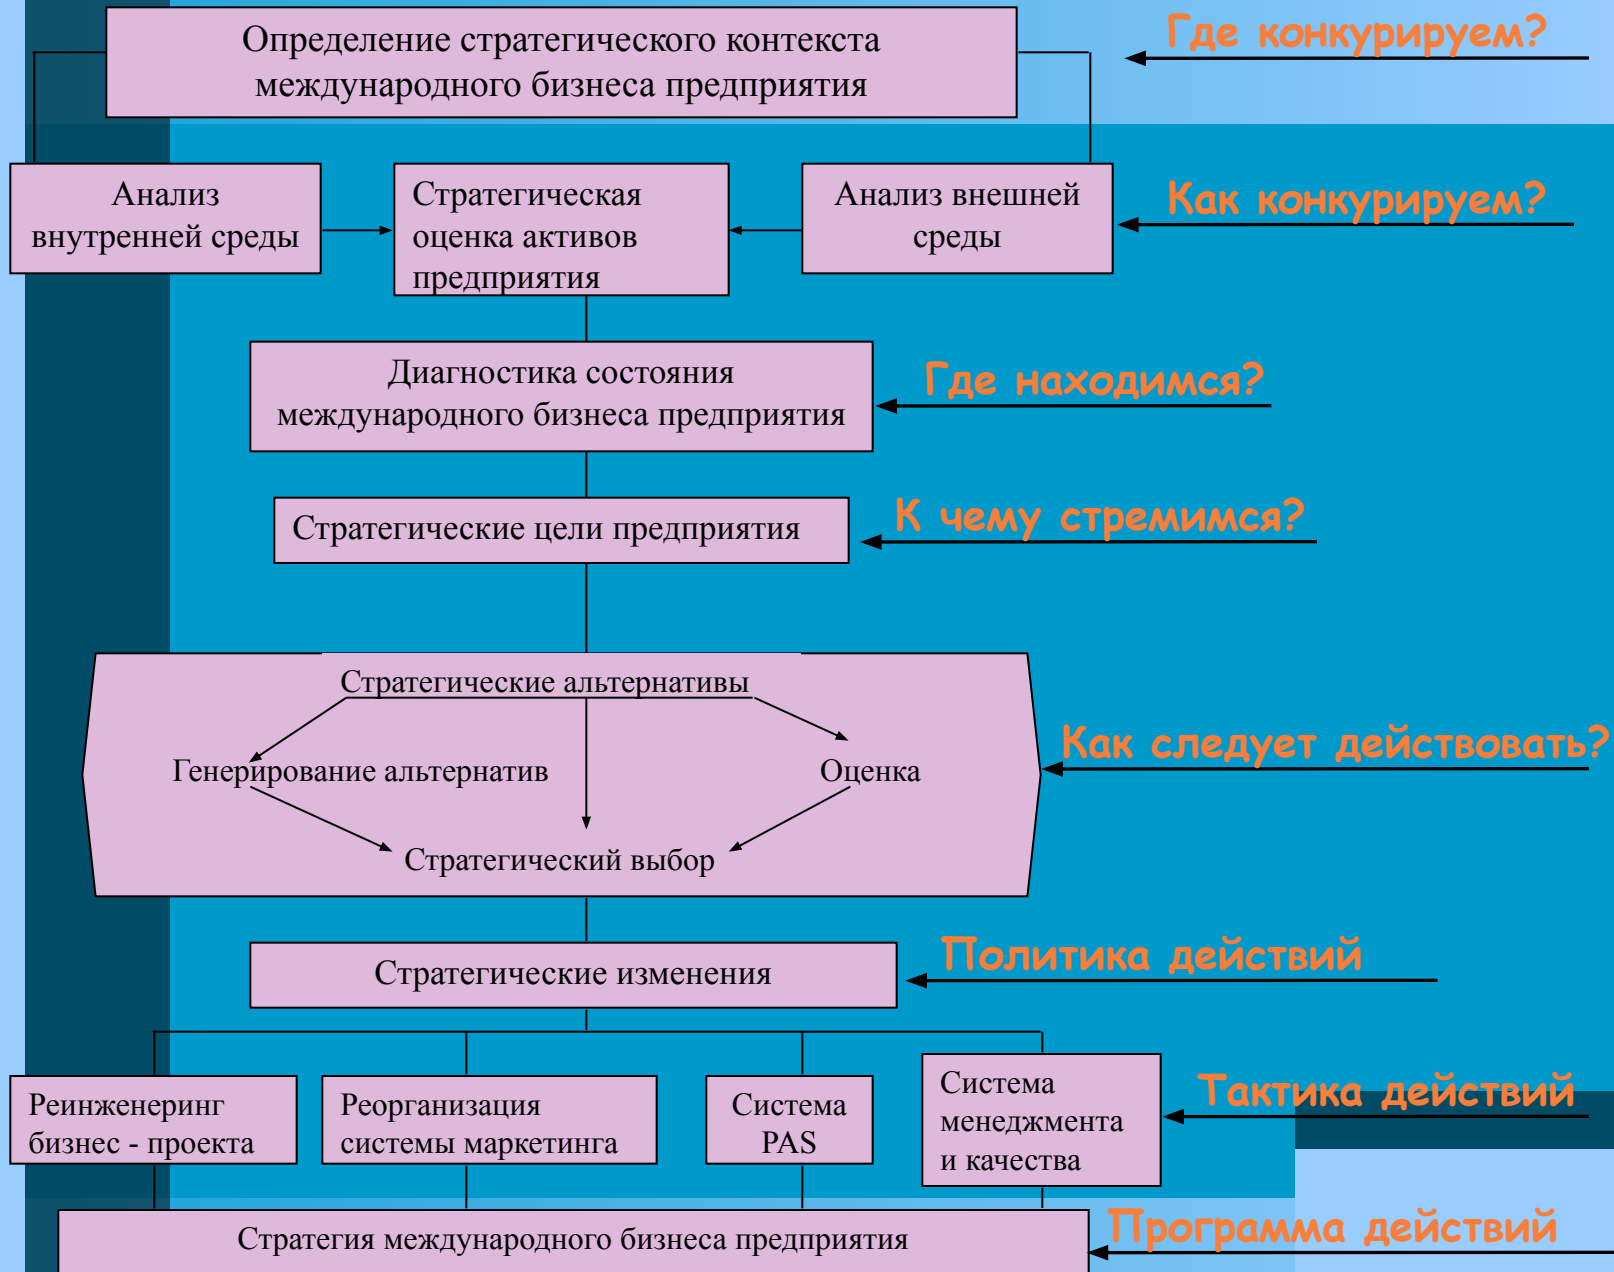 Определение стратегического контекста
международного бизнеса предприятия
Где конкурируем?
Анализ
внутренней среды
Стратегическая
оценка активов
предприятия
Анализ внешней
среды
Как конкурируем?
Диагностика состояния
международного бизнеса предприятия
Где находимся?
Стратегические цели предприятия
К чему стремимся?
Стратегические альтернативы
Генерирование альтернатив
Оценка
Стратегический выбор
Как следует действовать?
Стратегические изменения
Политика действий
Реинженеринг
бизнес - проекта
Реорганизация
системы маркетинга
Система
PAS
Система
менеджмента
и качества
Тактика действий
Стратегия международного бизнеса предприятия
Программа действий